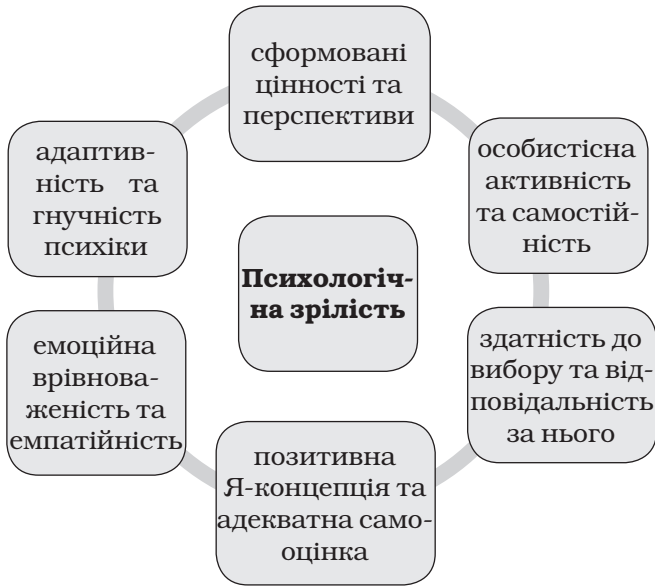 сформовані
цінності та
перспективи
особистісна
активність
та самостій-
ність
здатність до
вибору та від-
повідальність
за нього
позитивна
Я-концепція та
адекватна само-
оцінка
емоційна
врівнова-
женість та
емпатійність
адаптив-
ність та
гнучність
психіки
Психологіч-
на зрілість